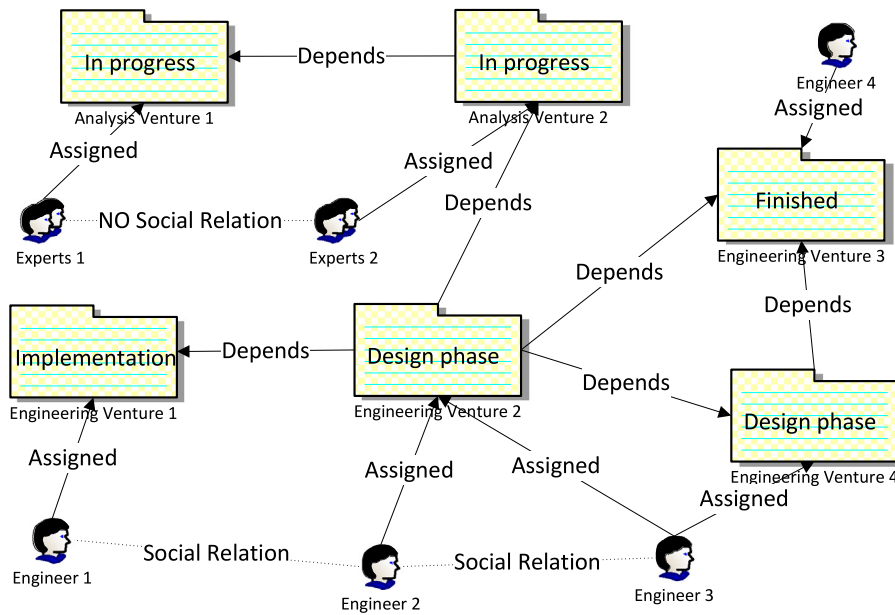 In progress
Depends
In progress
Analysis Venture 1
Analysis Venture 2
Engineer 4
Assigned
Assigned
Assigned
Depends
Finished
NO Social Relation
Experts 1
Experts 2
Engineering Venture 3
Depends
Depends
Implementation
Depends
Design phase
Depends
Engineering Venture 1
Engineering Venture 2
Design phase
Engineering Venture 4
Assigned
Assigned
Assigned
Assigned
Social Relation
Social Relation
Engineer 1
Engineer 2
Engineer 3